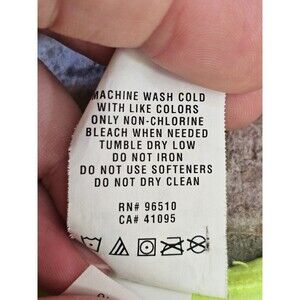 MACHINE WASH COLD
WITH LIKE COLORS
ONLY NON-CHLORINE
BLEACH WHEN NEEDED
TUMBLE DRY LOW
DO NOT IRON
DO NOT USE SOFTENERS
DO NOT DRY CLEAN
RN# 96510
CA# 41095